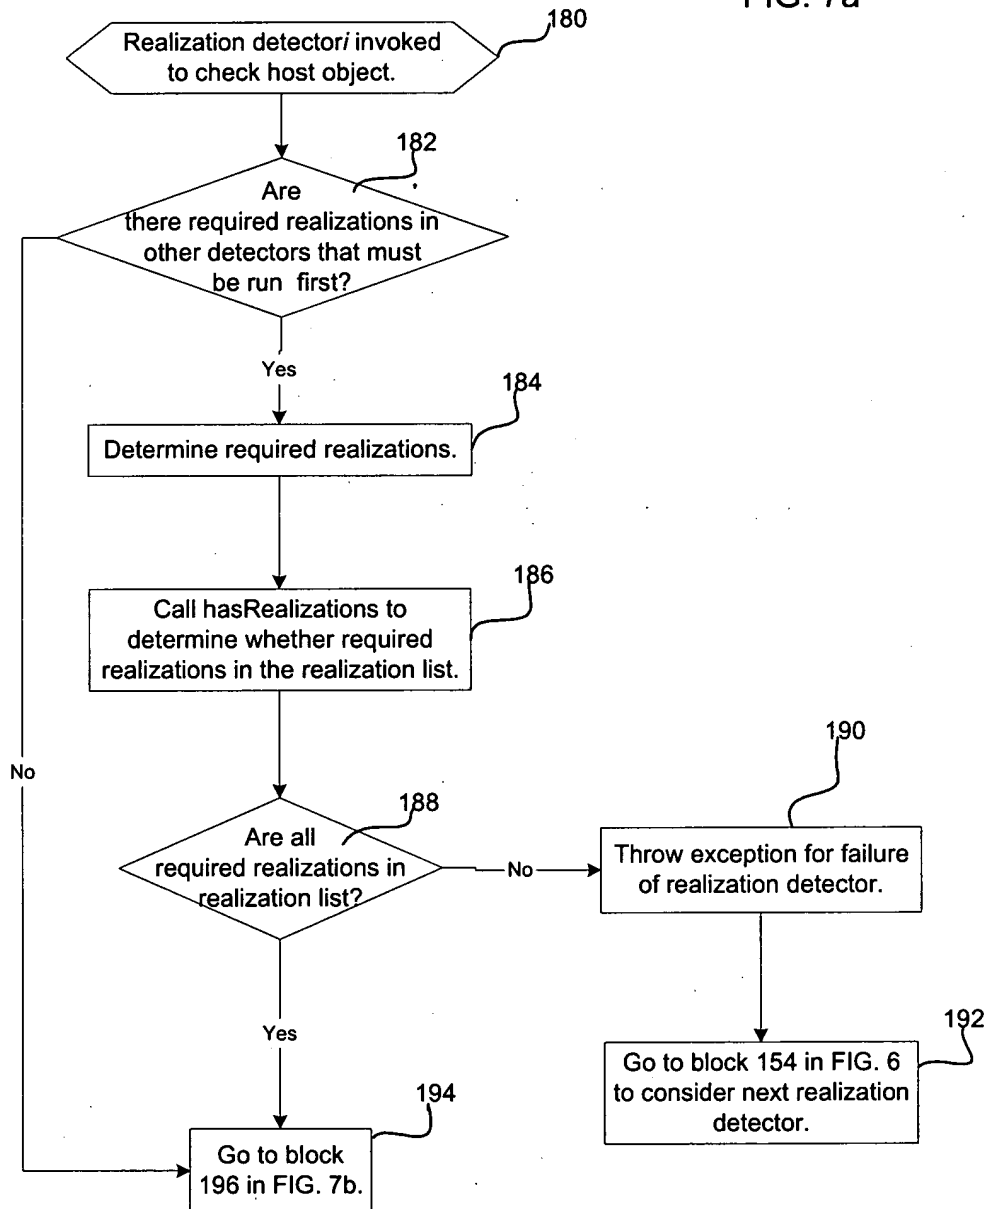 FIG. 7a
180
Realization detectori invoked
to check host object.
182
Are
there required realizations in
other detectors that must
be run first?
Yes
184
Determine required realizations.
186
Call hasRealizations to
determine whether required
realizations in the realization list.
No
188
Are all
required realizations in
realization list?
No
190
Throw exception for failure
of realization detector.
Yes
192
Go to block 154 in FIG. 6
to consider next realization
detector.
194
Go to block
196 in FIG. 7b.